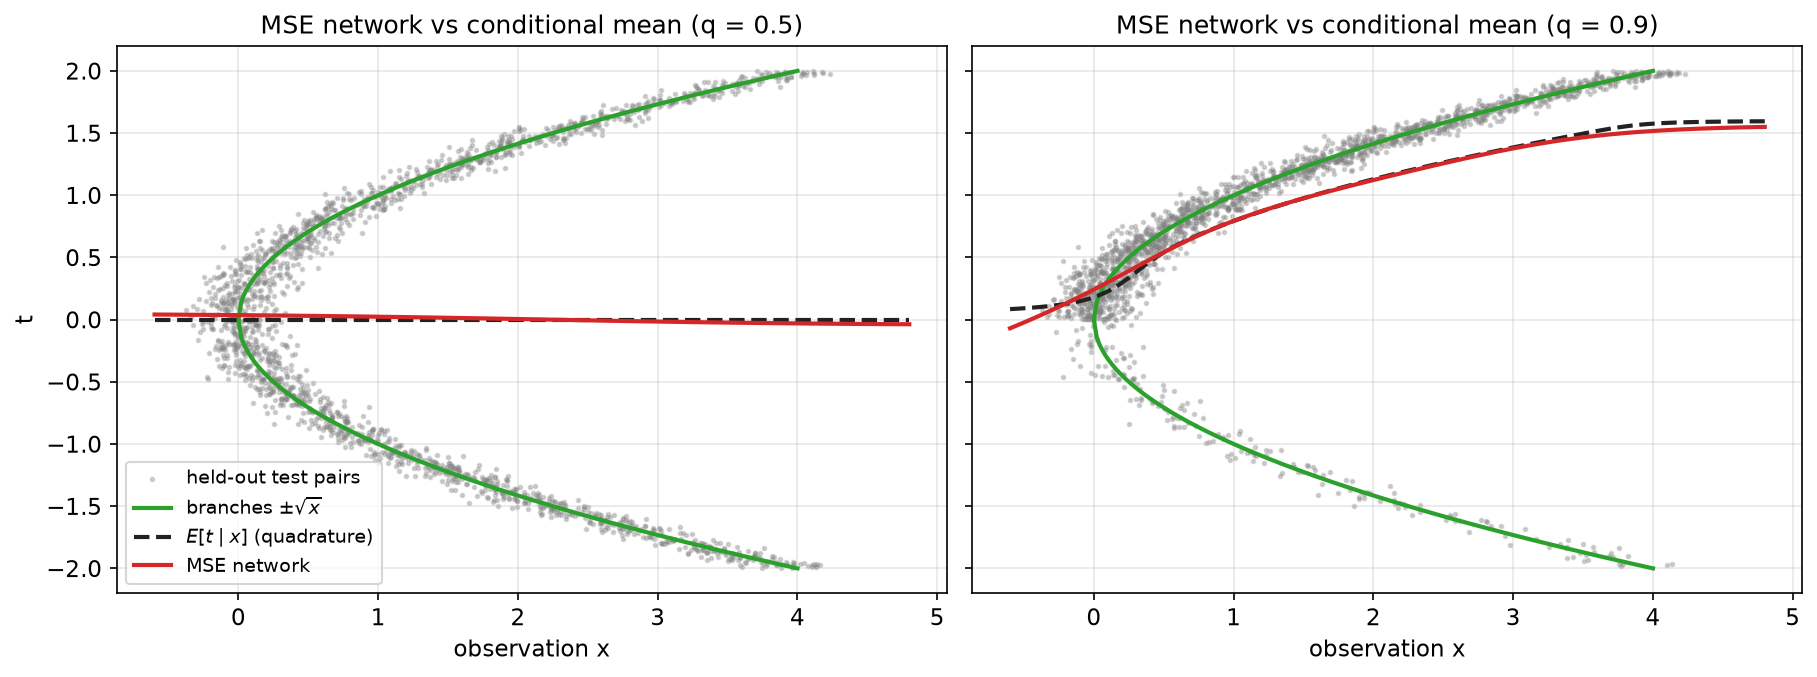 MSE network vs conditional mean (q = 0.5)
2.0
1.5
1.0
0.5
0.0
−0.5
−1.0
−1.5
−2.0
t
held-out test pairs
branches ±√x
E[t | x] (quadrature)
MSE network
0 1 2 3 4 5
observation x
MSE network vs conditional mean (q = 0.9)
0 1 2 3 4 5
observation x